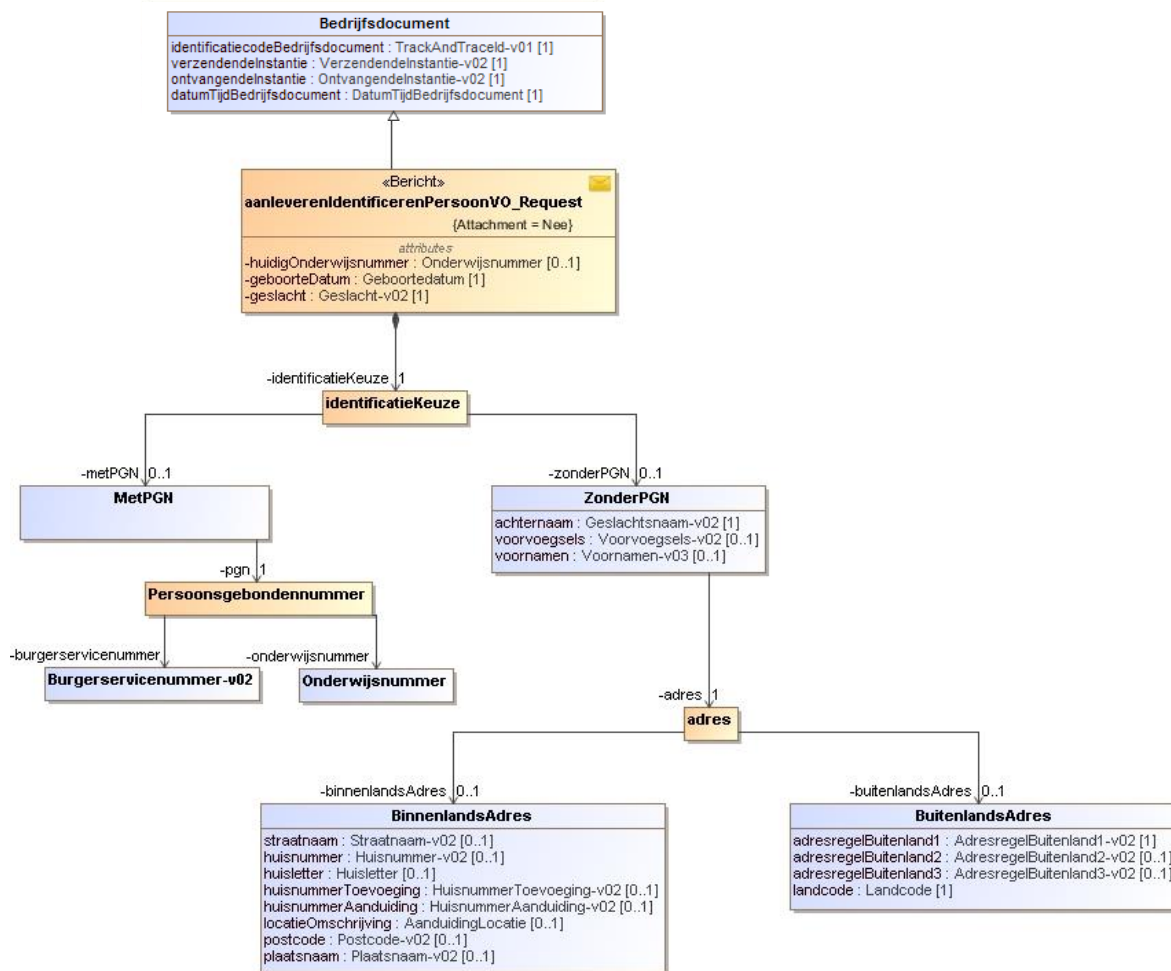 Bedrijfsdocument
identificatiecodeBedrijfsdocument : TrackAndTraceId-v01 [1]
verzendendeInstantie : VerzendendeInstantie-v02 [1]
ontvangendeInstantie : OntvangendeInstantie-v02 [1]
datumTijdBedrijfsdocument : DatumTijdBedrijfsdocument [1]
«Bericht»
aanleverenIdentificerenPersoonVO_Request
{Attachment = Nee}
attributes
-huidigOnderwijsnummer : Onderwijsnummer [0..1]
-geboorteDatum : Geboortedatum [1]
-geslacht : Geslacht-v02 [1]
-identificatieKeuze 1
identificatieKeuze
-metPGN 0..1
-zonderPGN 0..1
MetPGN
ZonderPGN
achternaam : Geslachtsnaam-v02 [1]
voorvoegsels : Voorvoegsels-v02 [0..1]
voornamen : Voornamen-v03 [0..1]
-pgn 1
Persoonsgebondennummer
-burgerservicenummer
-onderwijsnummer
Burgerservicenummer-v02
Onderwijsnummer
-adres 1
adres
-binnenlandsAdres 0..1
-buitenlandsAdres 0..1
BinnenlandsAdres
straatnaam : Straatnaam-v02 [0..1]
huisnummer : Huisnummer-v02 [0..1]
huisletter : Huisletter [0..1]
huisnummerToevoeging : HuisnummerToevoeging-v02 [0..1]
huisnummerAanduiding : HuisnummerAanduiding-v02 [0..1]
locatieOmschrijving : AanduidingLocatie [0..1]
postcode : Postcode-v02 [0..1]
plaatsnaam : Plaatsnaam-v02 [0..1]
BuitenlandsAdres
adresregelBuitenland1 : AdresregelBuitenland1-v02 [1]
adresregelBuitenland2 : AdresregelBuitenland2-v02 [0..1]
adresregelBuitenland3 : AdresregelBuitenland3-v02 [0..1]
landcode : Landcode [1]